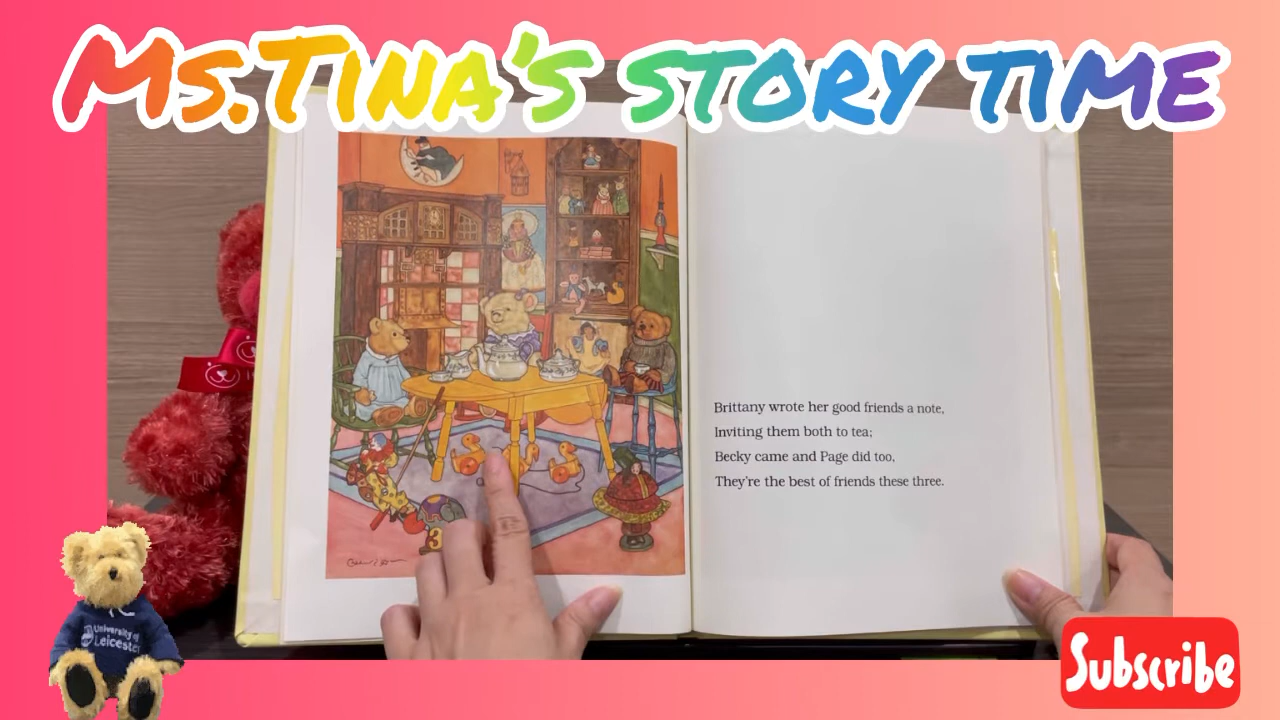 Ms.Tina's story time
Brittany wrote her good friends a note,
Inviting them both to tea;
Becky came and Page did too,
They're the best of friends these three.
University of
Leicester
Subscribe